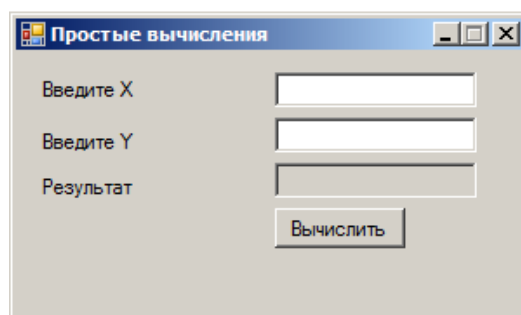 Простые вычисления
Введите X
Введите Y
Результат
Вычислить